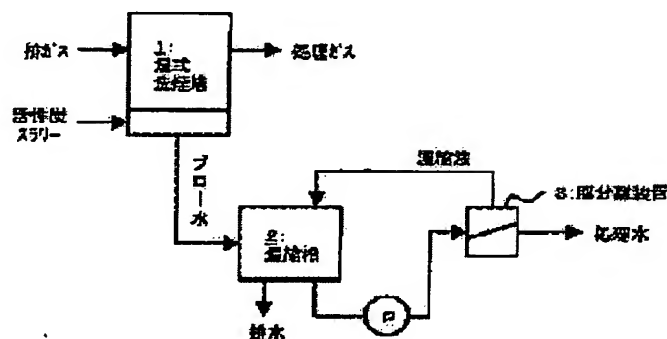 排ガス
1:
湿式
洗煙塔
処理ガス
活性炭
スラリー
ブロー水
濃縮液
2:
濃縮槽
3:膜分離装置
処理水
P
排水